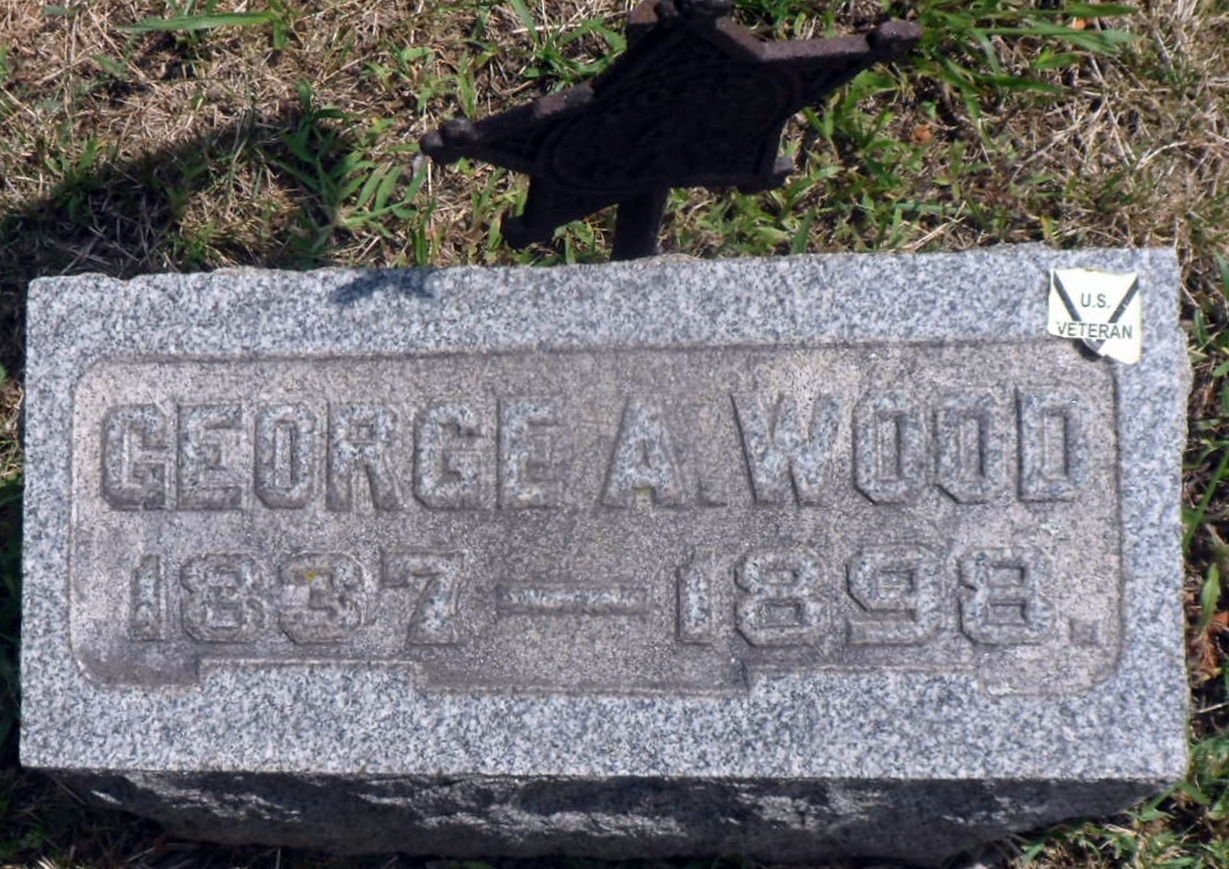 U.S.
VETERAN
GEORGE A. WOOD
1837—1898.